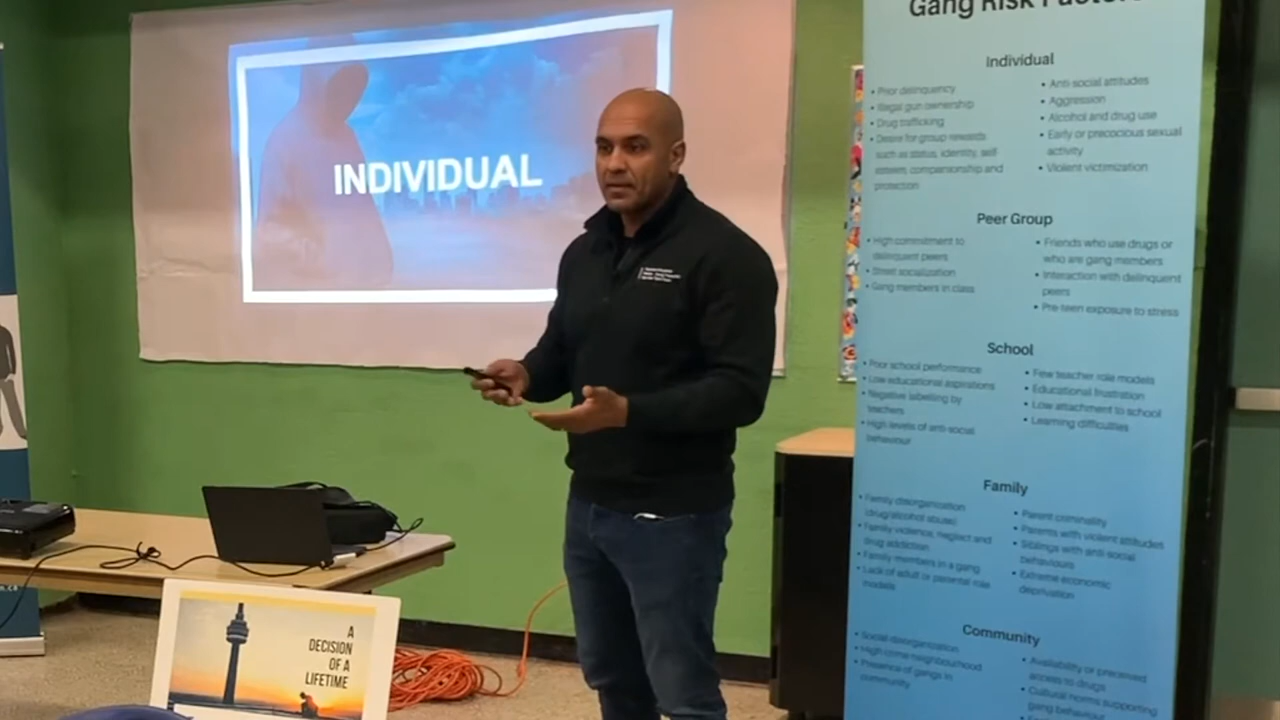 INDIVIDUAL
A
DECISION
OF A
LIFETIME
Gang Risk Factors
Individual
• Prior delinquency
• Illegal gun ownership
• Drug trafficking
• Desire for group rewards
such as status, identity, self
esteem, companionship and
protection
• Anti-social attitudes
• Aggression
• Alcohol and drug use
• Early or precocious sexual
activity
• Violent victimization
Peer Group
• High commitment to
delinquent peers
• Street socialization
• Gang members in class
• Friends who use drugs or
who are gang members
• Interaction with delinquent
peers
• Pre-teen exposure to stress
School
• Poor school performance
• Low educational aspirations
• Negative labelling by
teachers
• High levels of anti-social
behaviour
• Few teacher role models
• Educational frustration
• Low attachment to school
• Learning difficulties
Family
• Family disorganization
(drug/alcohol abuse)
• Family violence, neglect and
drug addiction
• Family members in a gang
• Lack of adult or parental role
models
• Parent criminality
• Parents with violent attitudes
• Siblings with anti-social
behaviours
• Extreme economic
deprivation
Community
• Social disorganization
• High crime neighbourhood
• Presence of gangs in
community
• Availability or perceived
access to drugs
• Cultural norms supporting
gang